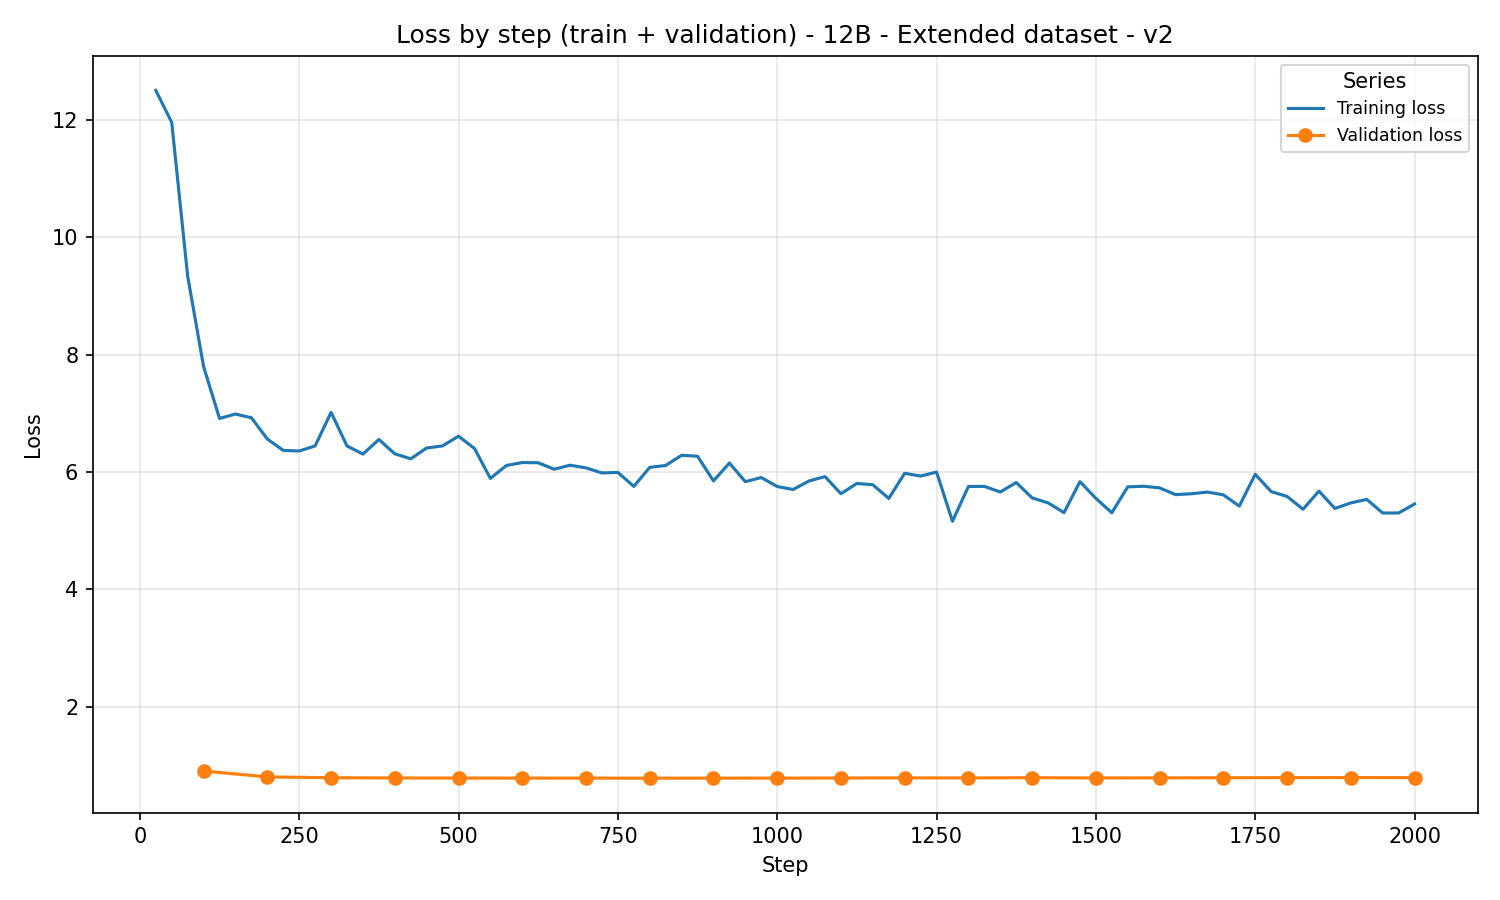 Loss by step (train + validation) - 12B - Extended dataset - v2
Series
Training loss
Validation loss
Loss
12
10
8
6
4
2
0
250
500
750
1000
1250
1500
1750
2000
Step